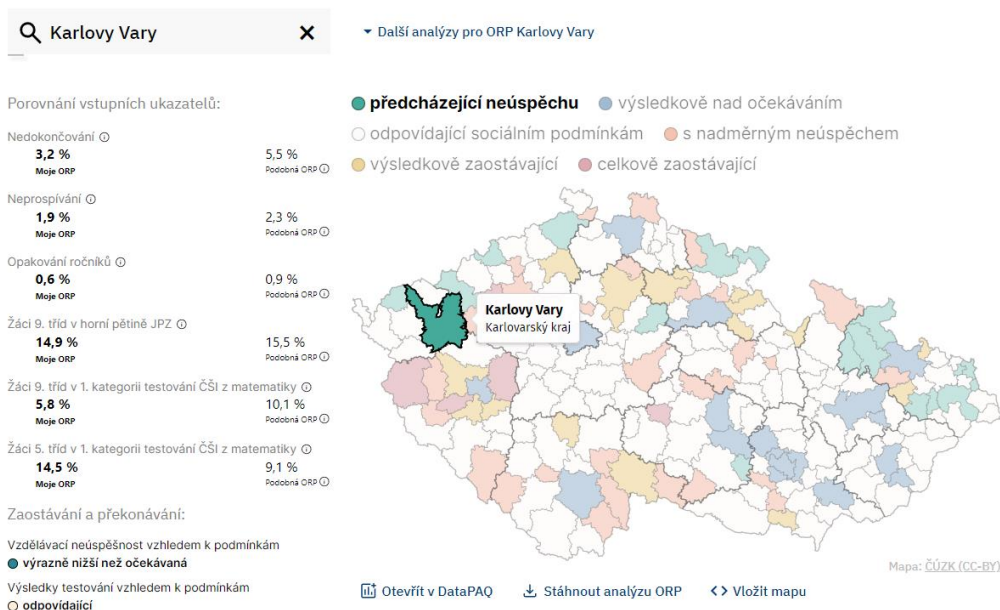 Karlovy Vary
Další analýzy pro ORP Karlovy Vary
Porovnání vstupních ukazatelů:
Nedokončování
3,2 % 5,5 %
Moje ORP Podobná ORP
Neprospívání
1,9 % 2,3 %
Moje ORP Podobná ORP
Opakování ročníků
0,6 % 0,9 %
Moje ORP Podobná ORP
Žáci 9. tříd v horní pětině JPZ
14,9 % 15,5 %
Moje ORP Podobná ORP
Žáci 9. tříd v 1. kategorii testování ČŠI z matematiky
5,8 % 10,1 %
Moje ORP Podobná ORP
Žáci 5. tříd v 1. kategorii testování ČŠI z matematiky
14,5 % 9,1 %
Moje ORP Podobná ORP
Zaostávání a překonávání:
Vzdělávací neúspěšnost vzhledem k podmínkám
výrazně nižší než očekávaná
Výsledky testování vzhledem k podmínkám
odpovídající
předcházející neúspěchu výsledkově nad očekáváním
odpovídající sociálním podmínkám s nadměrným neúspěchem
výsledkově zaostávající celkově zaostávající
Karlovy Vary
Karlovarský kraj
Mapa: ČÚZK (CC-BY)
Otevřít v DataPAQ Stáhnout analýzu ORP Vložit mapu